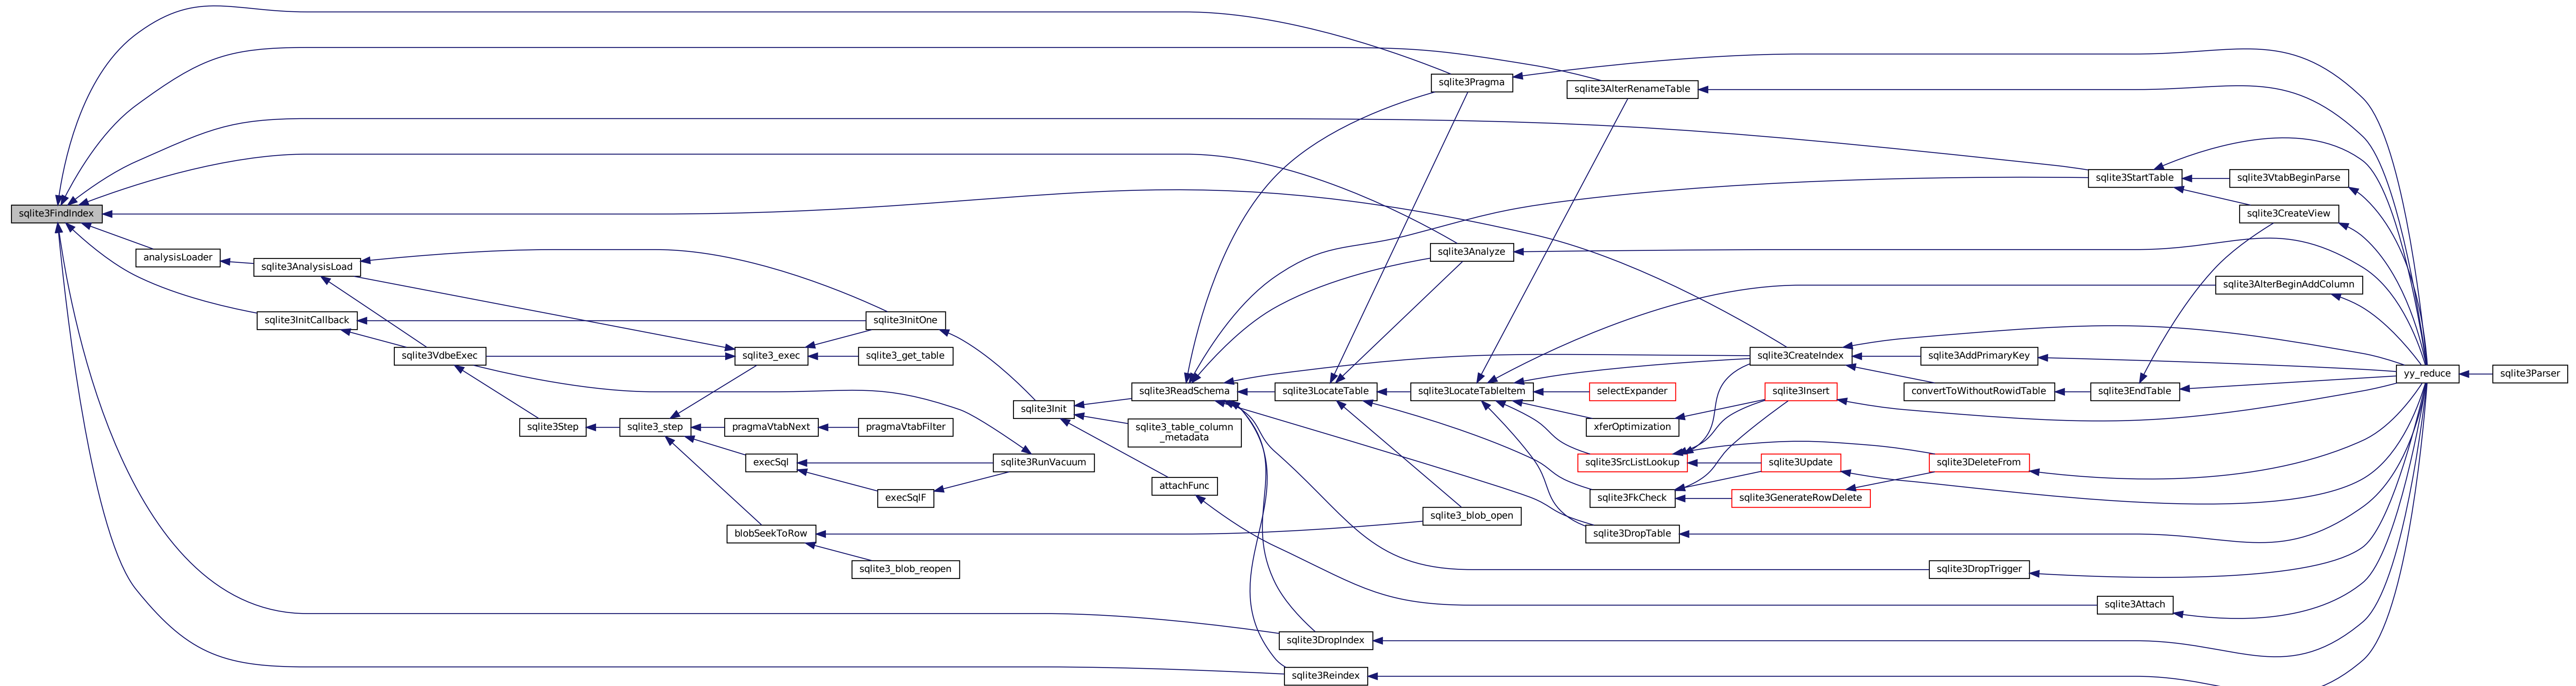 sqlite3FindIndex
analysisLoader
sqlite3AnalysisLoad
sqlite3InitCallback
sqlite3VdbeExec
sqlite3Step
sqlite3_step
sqlite3_exec
pragmaVtabNext
execSql
blobSeekToRow
sqlite3InitOne
sqlite3_get_table
pragmaVtabFilter
execSqlF
sqlite3_blob_reopen
sqlite3RunVacuum
sqlite3Init
sqlite3ReadSchema
sqlite3_table_column
_metadata
attachFunc
sqlite3LocateTable
sqlite3DropIndex
sqlite3Reindex
sqlite3Pragma
sqlite3Analyze
sqlite3LocateTableItem
sqlite3_blob_open
sqlite3AlterRenameTable
selectExpander
xferOptimization
sqlite3SrcListLookup
sqlite3FkCheck
sqlite3DropTable
sqlite3CreateIndex
sqlite3Insert
sqlite3Update
sqlite3GenerateRowDelete
sqlite3AddPrimaryKey
convertToWithoutRowidTable
sqlite3DeleteFrom
sqlite3DropTrigger
sqlite3StartTable
sqlite3EndTable
sqlite3Attach
sqlite3VtabBeginParse
sqlite3CreateView
sqlite3AlterBeginAddColumn
yy_reduce
sqlite3Parser